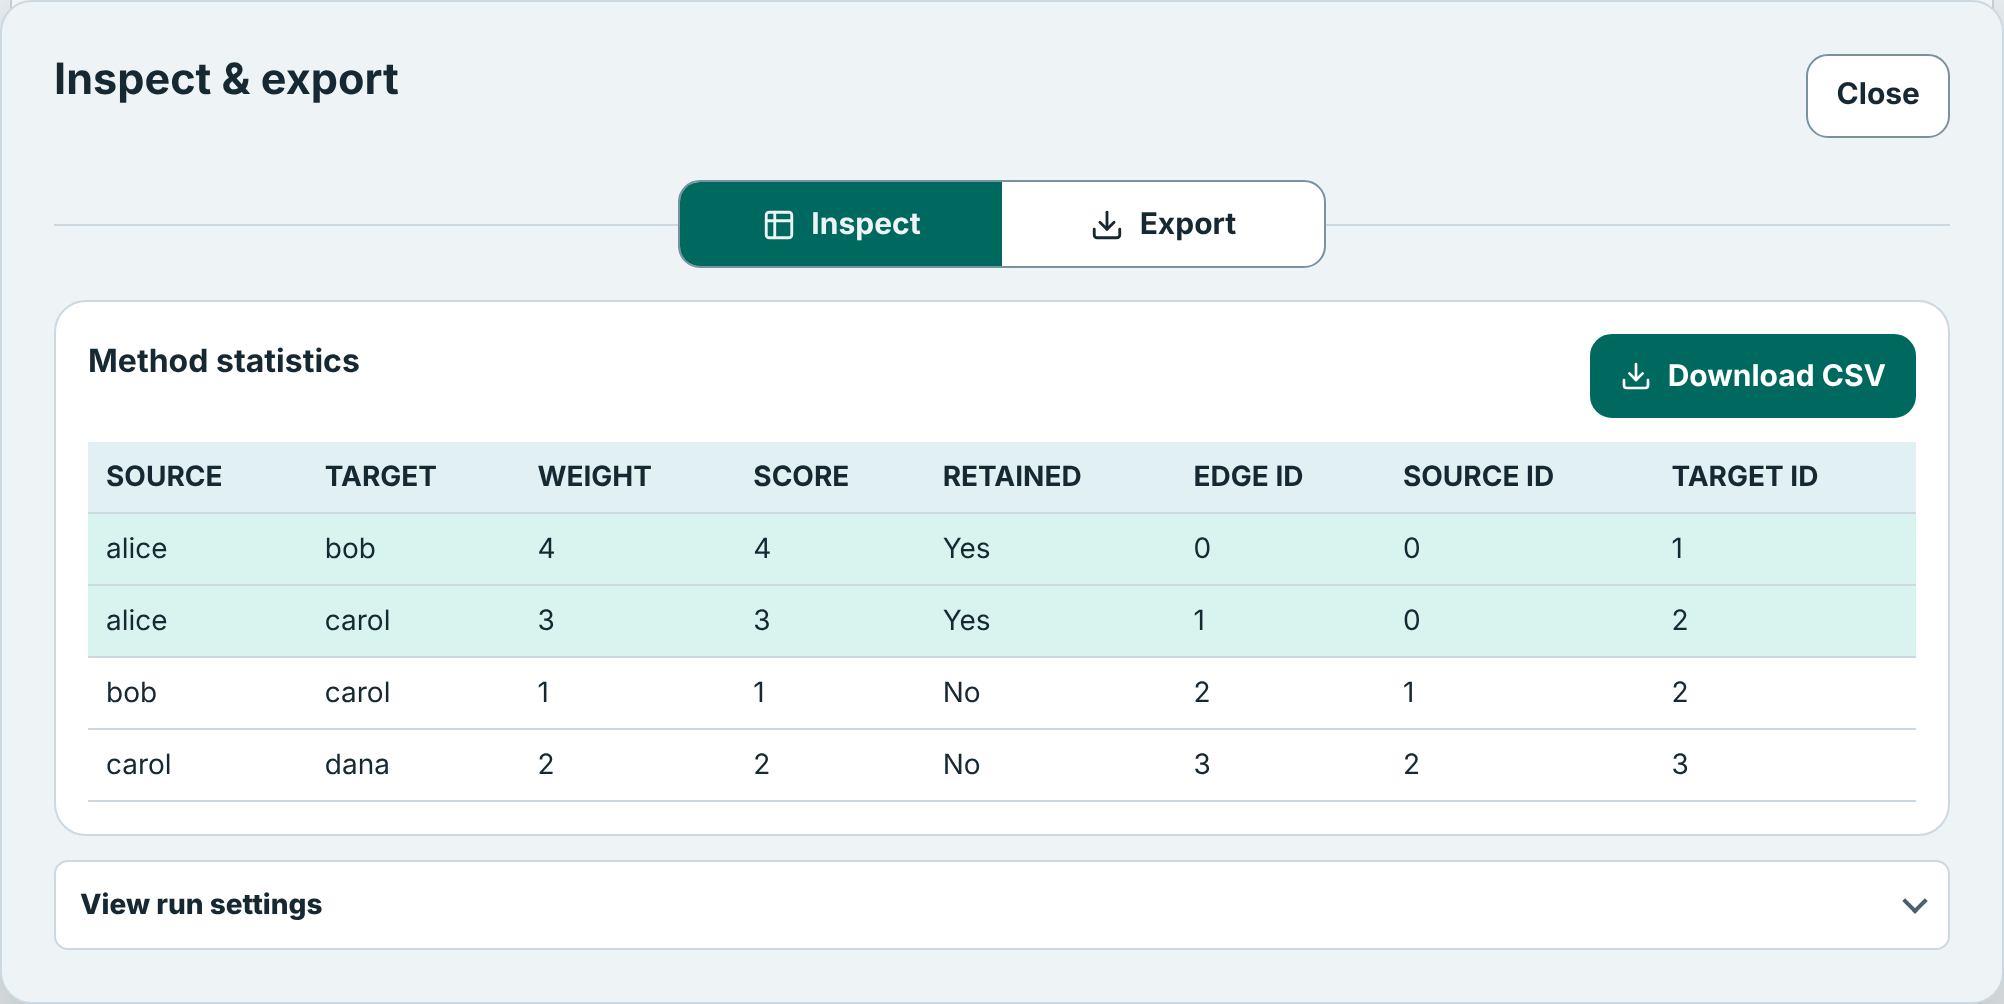 Inspect & export
Close
Inspect
Export
Method statistics
Download CSV
SOURCE TARGET WEIGHT SCORE RETAINED EDGE ID SOURCE ID TARGET ID
alice bob 4 4 Yes 0 0 1
alice carol 3 3 Yes 1 0 2
bob carol 1 1 No 2 1 2
carol dana 2 2 No 3 2 3
View run settings